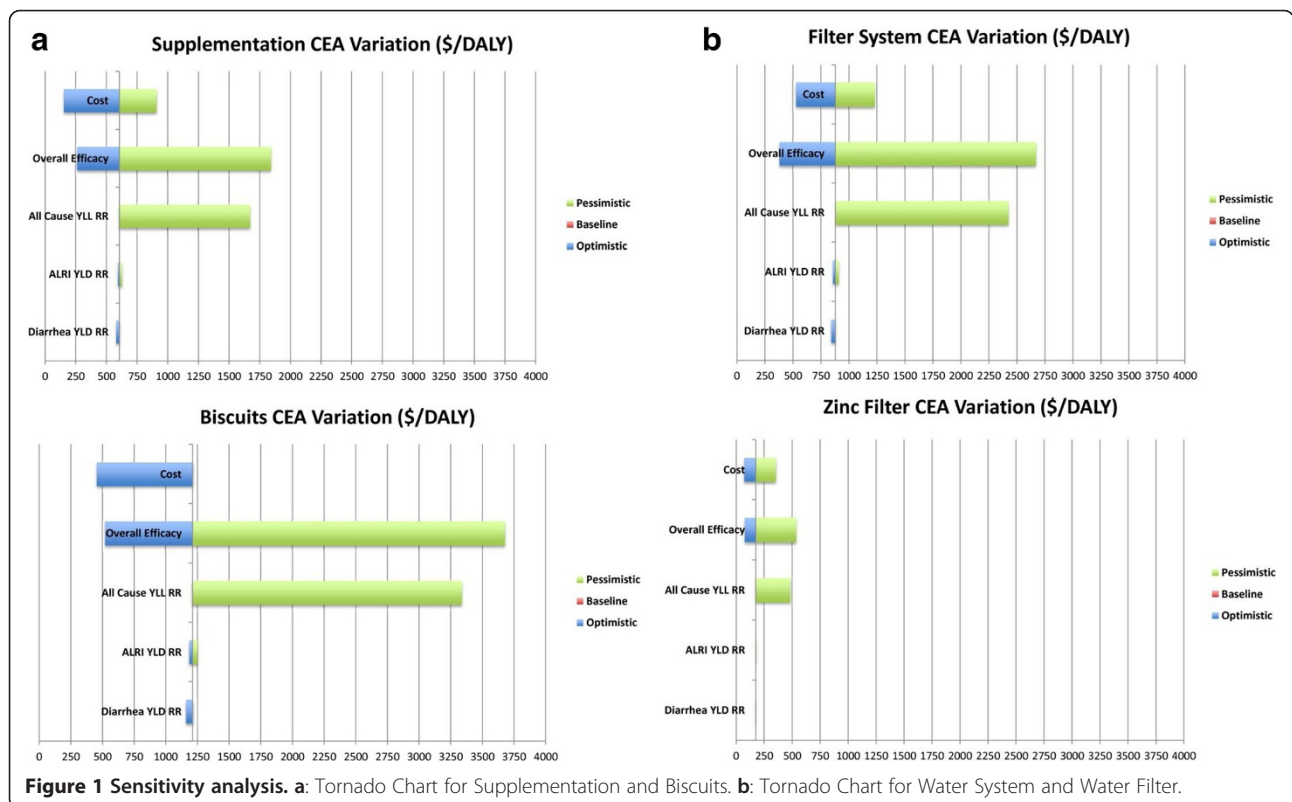 a
Supplementation CEA Variation ($/DALY)
Cost
Overall Efficacy
All Cause YLL RR
ALRI YLD RR
Diarrhea YLD RR
0 250 500 750 1000 1250 1500 1750 2000 2250 2500 2750 3000 3250 3500 3750 4000
Pessimistic
Baseline
Optimistic
Biscuits CEA Variation ($/DALY)
Cost
Overall Efficacy
All Cause YLL RR
ALRI YLD RR
Diarrhea YLD RR
0 250 500 750 1000 1250 1500 1750 2000 2250 2500 2750 3000 3250 3500 3750 4000
Pessimistic
Baseline
Optimistic
b
Filter System CEA Variation ($/DALY)
Cost
Overall Efficacy
All Cause YLL RR
ALRI YLD RR
Diarrhea YLD RR
0 250 500 750 1000 1250 1500 1750 2000 2250 2500 2750 3000 3250 3500 3750 4000
Pessimistic
Baseline
Optimistic
Zinc Filter CEA Variation ($/DALY)
Cost
Overall Efficacy
All Cause YLL RR
ALRI YLD RR
Diarrhea YLD RR
0 250 500 750 1000 1250 1500 1750 2000 2250 2500 2750 3000 3250 3500 3750 4000
Pessimistic
Baseline
Optimistic
Figure 1 Sensitivity analysis. a: Tornado Chart for Supplementation and Biscuits. b: Tornado Chart for Water System and Water Filter.